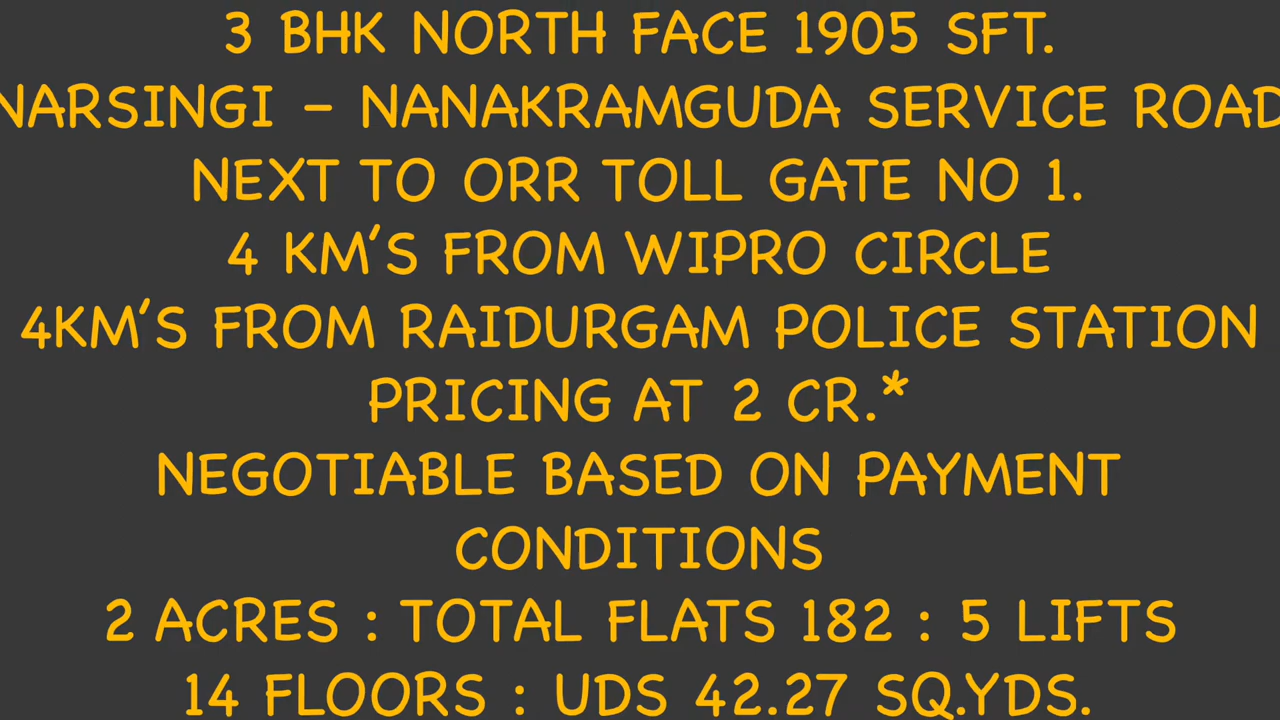 3 BHK NORTH FACE 1905 SFT.
NARSINGI – NANAKRAMGUDA SERVICE ROAD
NEXT TO ORR TOLL GATE NO 1.
4 KM'S FROM WIPRO CIRCLE
4KM'S FROM RAIDURGAM POLICE STATION
PRICING AT 2 CR.*
NEGOTIABLE BASED ON PAYMENT
CONDITIONS
2 ACRES : TOTAL FLATS 182 : 5 LIFTS
14 FLOORS : UDS 42.27 SQ.YDS.